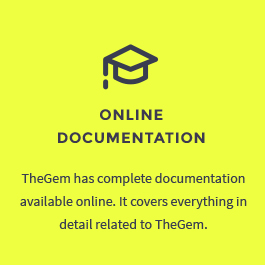 ONLINE
DOCUMENTATION
TheGem has complete documentation
available online. It covers everything in
detail related to TheGem.